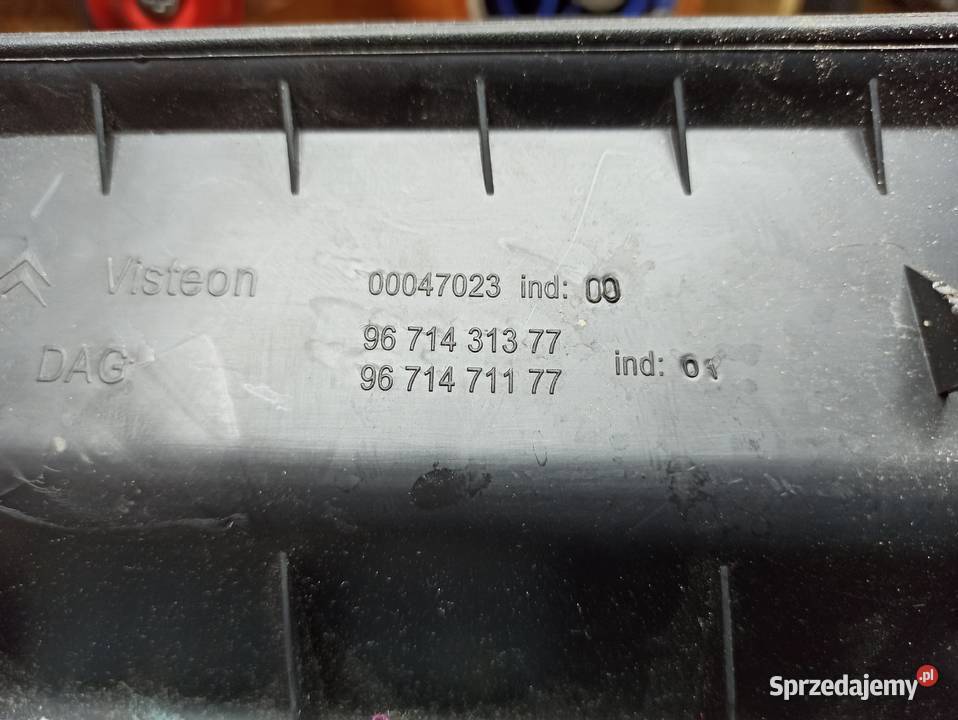 Visteon 00047023 ind: 00
96 714 313 77
DAG 96 714 711 77 ind: 01
Sprzedajemy.pl